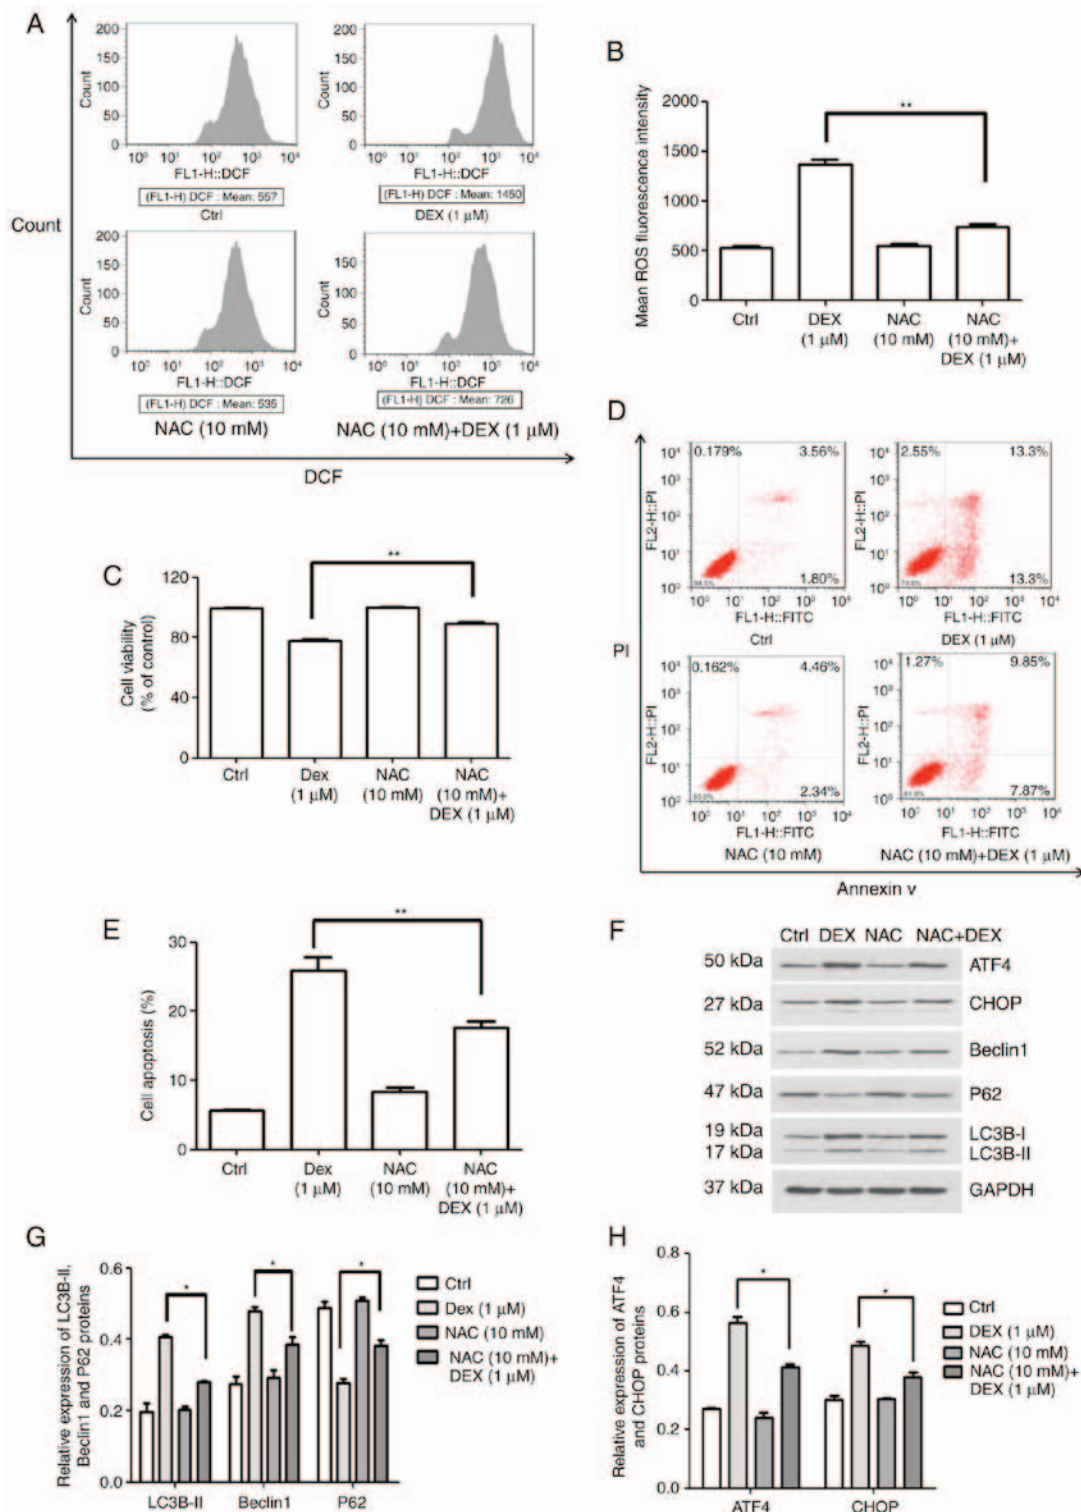 A
200
150
100
50
0
Count
10⁰ 10¹ 10² 10³ 10⁴
FL1-H::DCF
(FL1-H) DCF : Mean: 557
Ctrl
200
150
100
50
0
Count
10⁰ 10¹ 10² 10³ 10⁴
FL1-H::DCF
(FL1-H) DCF : Mean: 1450
DEX (1 µM)
Count
200
150
100
50
0
Count
10⁰ 10¹ 10² 10³ 10⁴
FL1-H::DCF
(FL1-H) DCF : Mean: 535
NAC (10 mM)
150
100
50
0
Count
10⁰ 10¹ 10² 10³ 10⁴
FL1-H::DCF
(FL1-H) DCF : Mean: 726
NAC (10 mM)+DEX (1 µM)
DCF
B
Mean ROS fluorescence intensity
2000
1500
1000
500
0
**
Ctrl
DEX
(1 µM)
NAC
(10 mM)
NAC
(10 mM)+
DEX (1 µM)
C
Cell viability
(% of control)
120
80
40
0
**
Ctrl
Dex
(1 µM)
NAC
(10 mM)
NAC
(10 mM)+
DEX (1 µM)
D
PI
10⁴
10³
10²
10¹
10⁰
FL2-H::PI
0.179%
3.56%
1.80%
10⁰ 10¹ 10² 10³ 10⁴
FL1-H::FITC
Ctrl
10⁴
10³
10²
10¹
10⁰
FL2-H::PI
2.55%
13.3%
13.3%
10⁰ 10¹ 10² 10³ 10⁴
FL1-H::FITC
DEX (1 µM)
10⁴
10³
10²
10¹
10⁰
FL2-H::PI
0.162%
4.46%
2.34%
10⁰ 10¹ 10² 10³ 10⁴
FL1-H::FITC
NAC (10 mM)
10⁴
10³
10²
10¹
10⁰
FL2-H::PI
1.27%
9.85%
7.87%
10⁰ 10¹ 10² 10³ 10⁴
FL1-H::FITC
NAC (10 mM)+DEX (1 µM)
Annexin v
E
Cell apoptosis (%)
30
20
10
0
**
Ctrl
Dex
(1 µM)
NAC
(10 mM)
NAC
(10 mM)+
DEX (1 µM)
F
Ctrl DEX NAC NAC+DEX
50 kDa ATF4
27 kDa CHOP
52 kDa Beclin1
47 kDa P62
19 kDa LC3B-I
17 kDa LC3B-II
37 kDa GAPDH
G
Relative expression of LC3B-II,
Beclin1 and P62 proteins
0.6
0.4
0.2
0.0
*
*
*
LC3B-II
Beclin1
P62
Ctrl
Dex (1 µM)
NAC (10 mM)
NAC (10 mM)+
DEX (1 µM)
H
Relative expression of ATF4
and CHOP proteins
0.8
0.6
0.4
0.2
0.0
*
*
ATF4
CHOP
Ctrl
DEX (1 µM)
NAC (10 mM)
NAC (10 mM)+
DEX (1 µM)